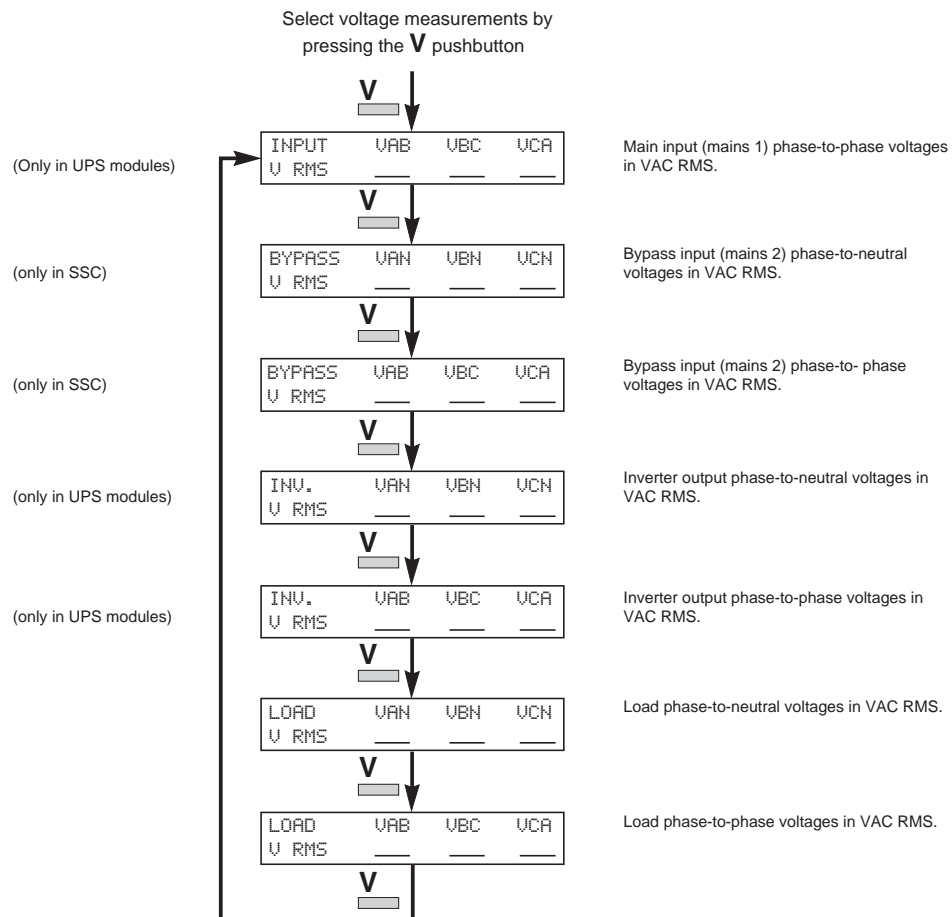 Select voltage measurements by
pressing the V pushbutton
V
(Only in UPS modules)
INPUT VAB VBC VCA
V RMS
Main input (mains 1) phase-to-phase voltages
in VAC RMS.
V
(only in SSC)
BYPASS VAN VBN VCN
V RMS
Bypass input (mains 2) phase-to-neutral
voltages in VAC RMS.
V
(only in SSC)
BYPASS VAB VBC VCA
V RMS
Bypass input (mains 2) phase-to- phase
voltages in VAC RMS.
V
(only in UPS modules)
INV. VAN VBN VCN
V RMS
Inverter output phase-to-neutral voltages in
VAC RMS.
V
(only in UPS modules)
INV. VAB VBC VCA
V RMS
Inverter output phase-to-phase voltages in
VAC RMS.
V
LOAD VAN VBN VCN
V RMS
Load phase-to-neutral voltages in VAC RMS.
V
LOAD VAB VBC VCA
V RMS
Load phase-to-phase voltages in VAC RMS.
V